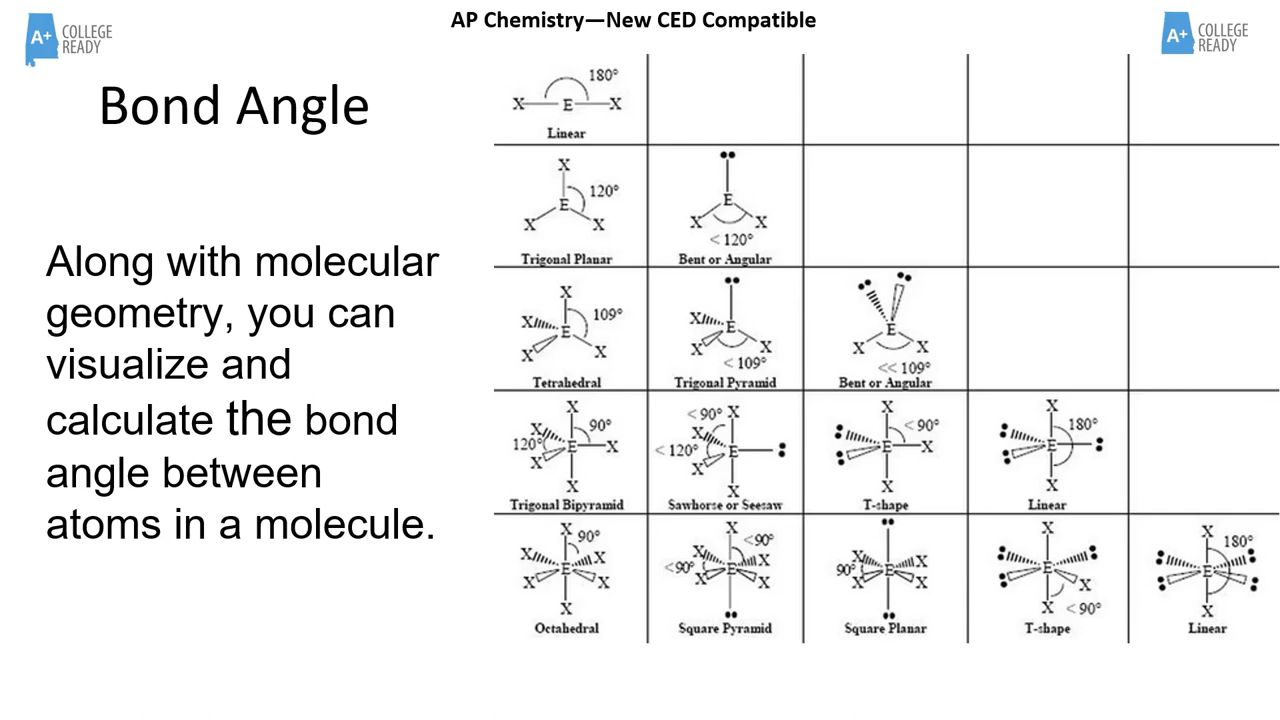 AP Chemistry—New CED Compatible
A+ COLLEGE READY
A+ COLLEGE READY
Bond Angle
Along with molecular
geometry, you can
visualize and
calculate the bond
angle between
atoms in a molecule.
180°
X E X
Linear
X
120°
E
X X
Trigonal Planar
E
X X
< 120°
Bent or Angular
X
109°
X E
X X
Tetrahedral
X E
X X
< 109°
Trigonal Pyramid
E
X X
<< 109°
Bent or Angular
X
X 90°
120° E X
X
X
Trigonal Bipyramid
< 90° X
X
< 120° E
X
X
Sawhorse or Seesaw
X
< 90°
E X
X
T-shape
X
180°
E
X
Linear
X 90°
X X
E
X X
X
Octahedral
X
<90°
X X
<90° E
X X
Square Pyramid
X X
90° E
X X
Square Planar
X
E
X
X < 90°
T-shape
X 180°
E
X
Linear